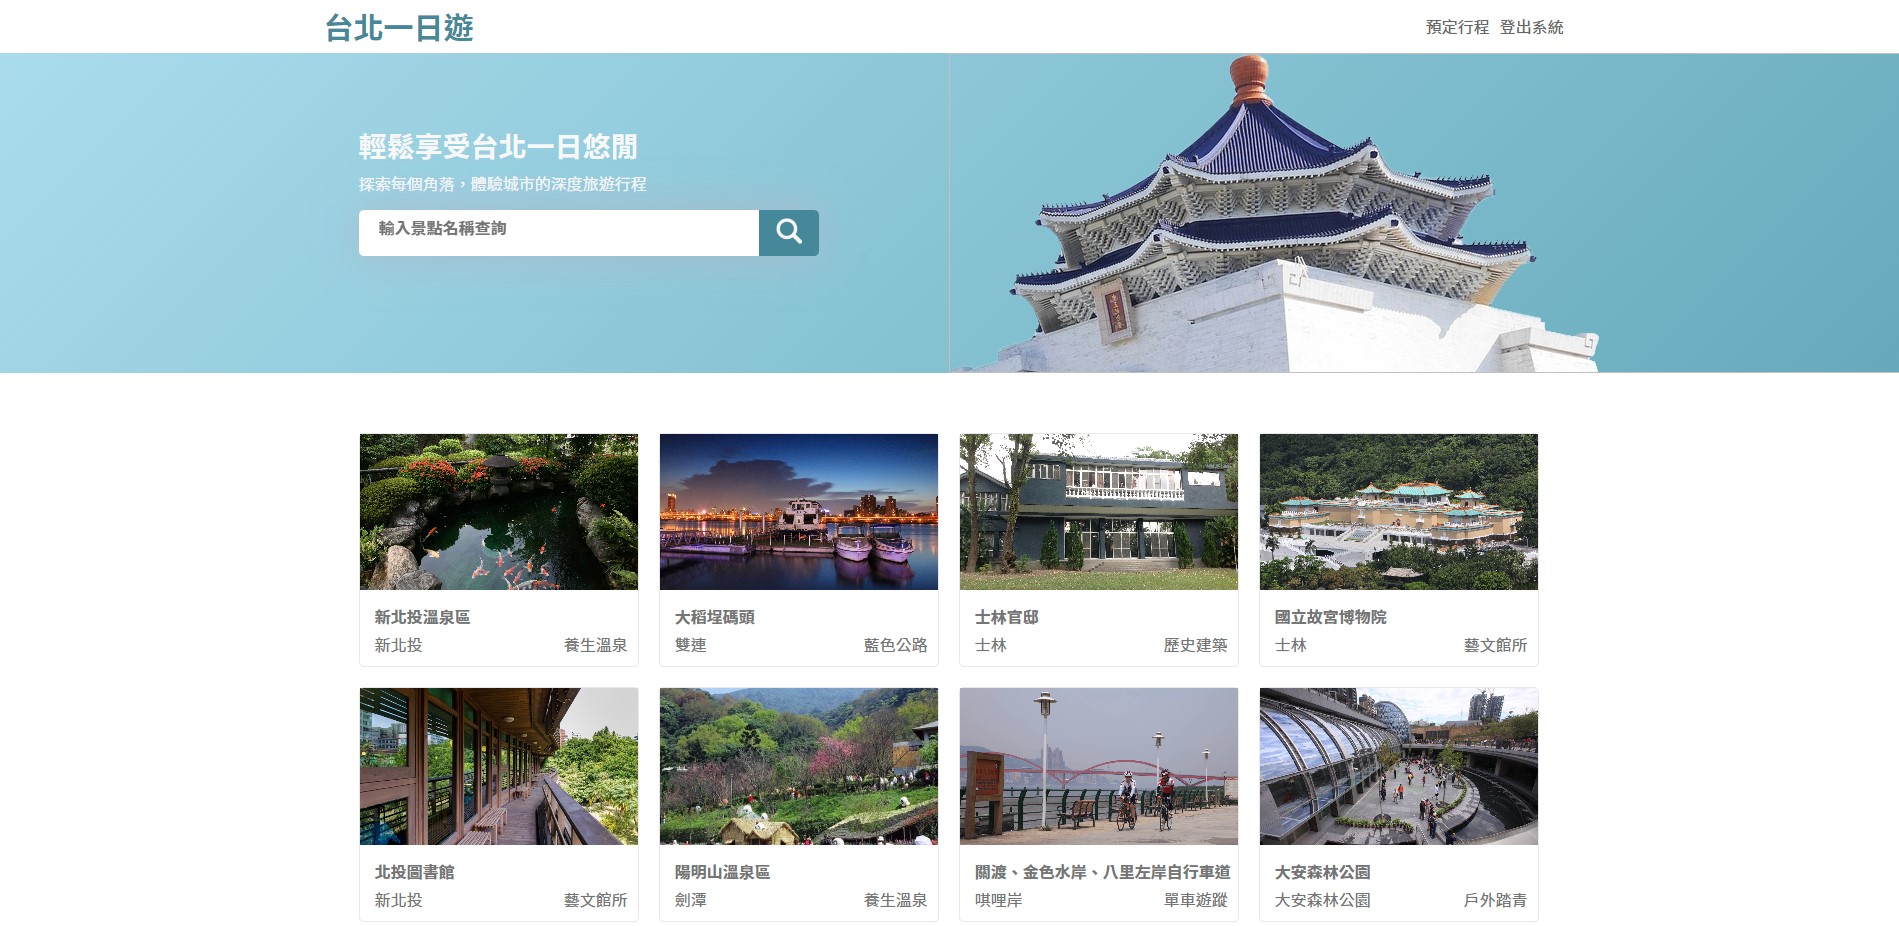 台北一日遊
預定行程 登出系統
輕鬆享受台北一日悠閒
探索每個角落，體驗城市的深度旅遊行程
輸入景點名稱查詢
新北投溫泉區
新北投 養生溫泉
大稻埕碼頭
雙連 藍色公路
士林官邸
士林 歷史建築
國立故宮博物院
士林 藝文館所
北投圖書館
新北投 藝文館所
陽明山溫泉區
劍潭 養生溫泉
關渡、金色水岸、八里左岸自行車道
唭哩岸 單車遊蹤
大安森林公園
大安森林公園 戶外踏青